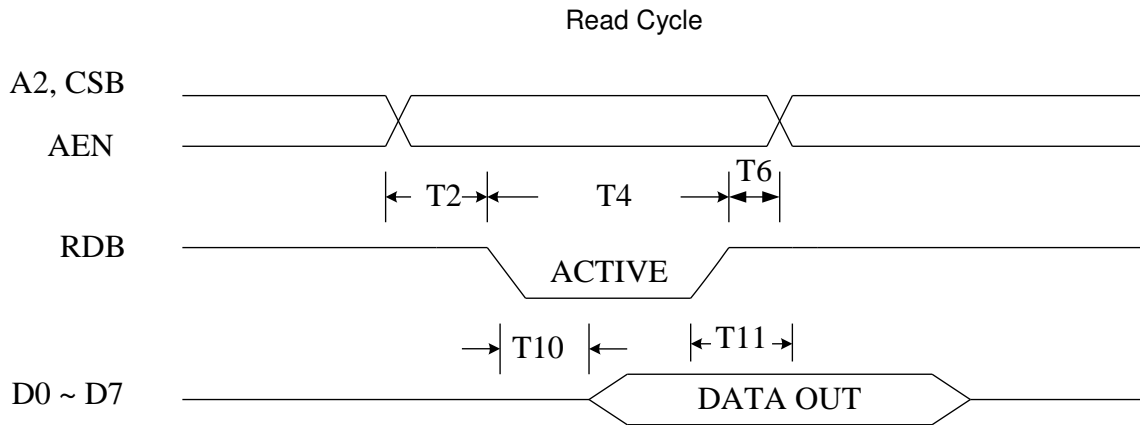 Read Cycle
A2, CSB
AEN
T6
T2
T4
RDB
ACTIVE
T10
T11
D0 ~ D7
DATA OUT